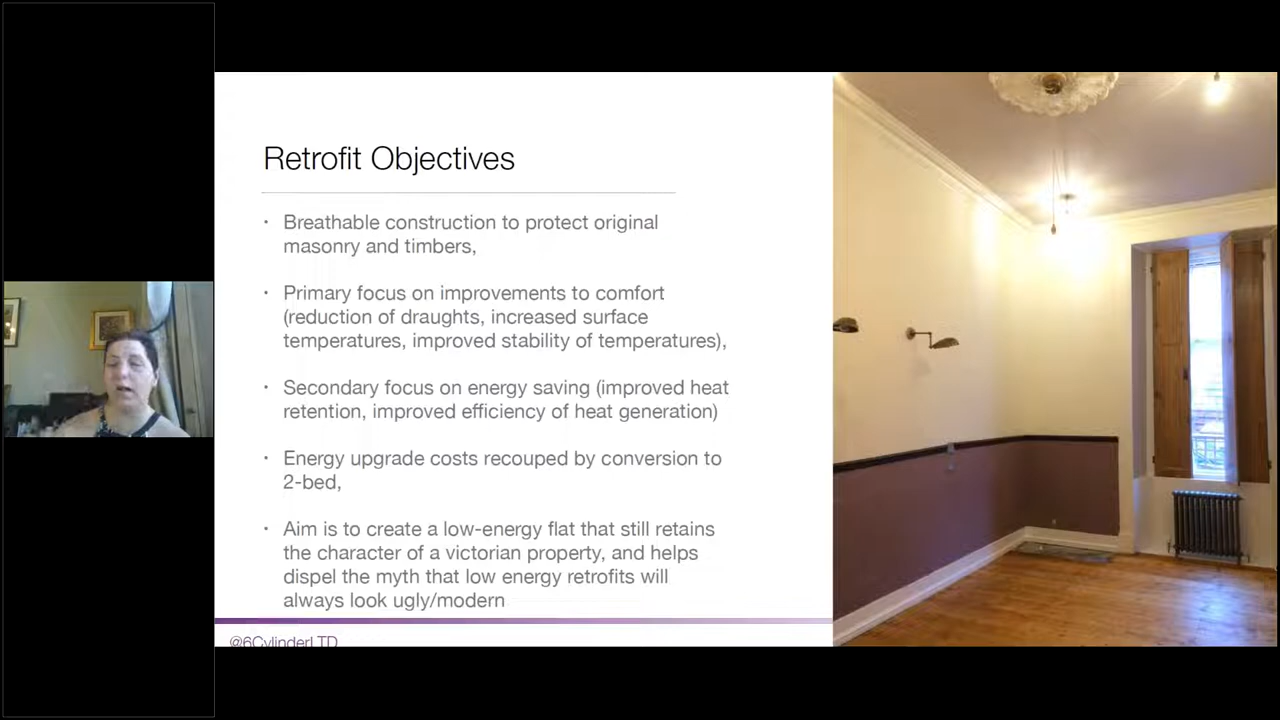 Retrofit Objectives
• Breathable construction to protect original
masonry and timbers,
• Primary focus on improvements to comfort
(reduction of draughts, increased surface
temperatures, improved stability of temperatures),
• Secondary focus on energy saving (improved heat
retention, improved efficiency of heat generation)
• Energy upgrade costs recouped by conversion to
2-bed,
• Aim is to create a low-energy flat that still retains
the character of a victorian property, and helps
dispel the myth that low energy retrofits will
always look ugly/modern
@6CylinderLTD